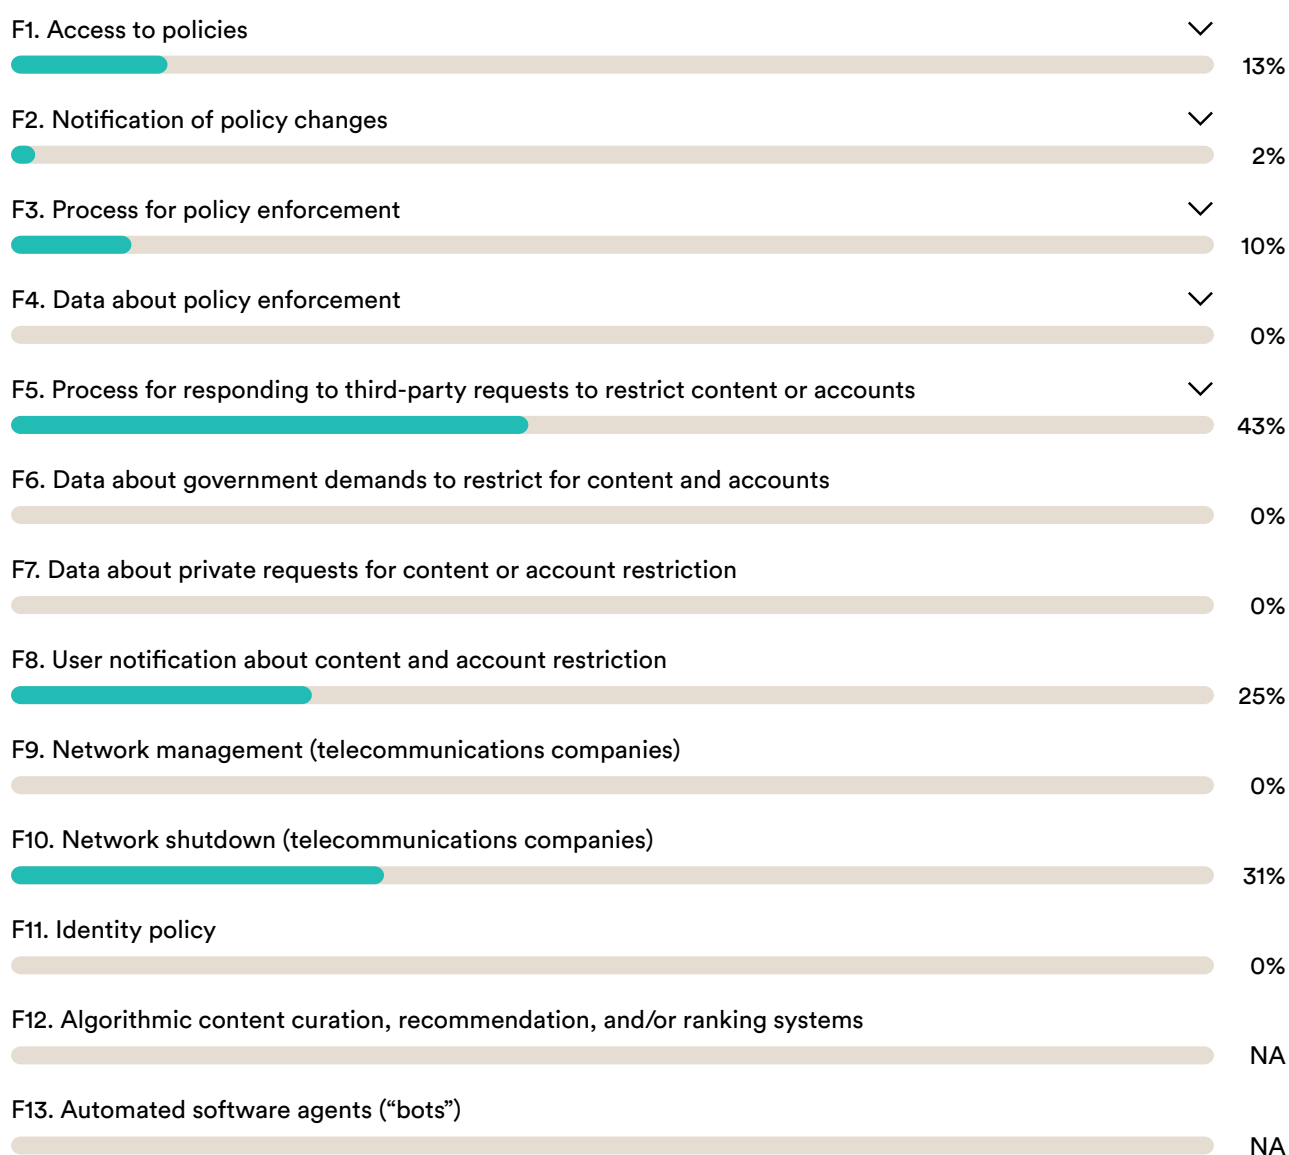 F1. Access to policies
13%
F2. Notification of policy changes
2%
F3. Process for policy enforcement
10%
F4. Data about policy enforcement
0%
F5. Process for responding to third-party requests to restrict content or accounts
43%
F6. Data about government demands to restrict for content and accounts
0%
F7. Data about private requests for content or account restriction
0%
F8. User notification about content and account restriction
25%
F9. Network management (telecommunications companies)
0%
F10. Network shutdown (telecommunications companies)
31%
F11. Identity policy
0%
F12. Algorithmic content curation, recommendation, and/or ranking systems
NA
F13. Automated software agents (“bots”)
NA